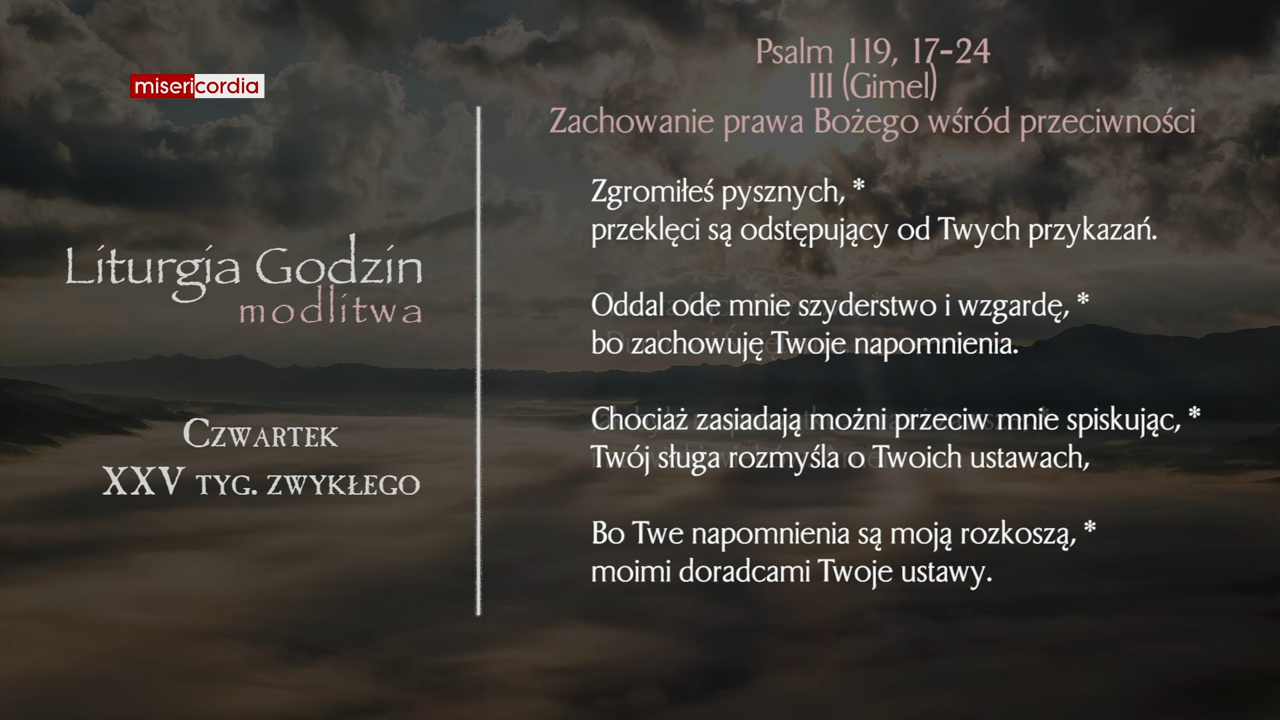 misericordia
Liturgia Godzin
modlitwa
Czwartek
XXV tyg. zwykłego
Psalm 119, 17-24
III (Gimel)
Zachowanie prawa Bożego wśród przeciwności
Zgromiłeś pysznych, *
przeklęci są odstępujący od Twych przykazań.
Oddal ode mnie szyderstwo i wzgardę, *
bo zachowuję Twoje napomnienia.
Chociaż zasiadają możni przeciw mnie spiskując, *
Twój sługa rozmyśla o Twoich ustawach,
Bo Twe napomnienia są moją rozkoszą, *
moimi doradcami Twoje ustawy.